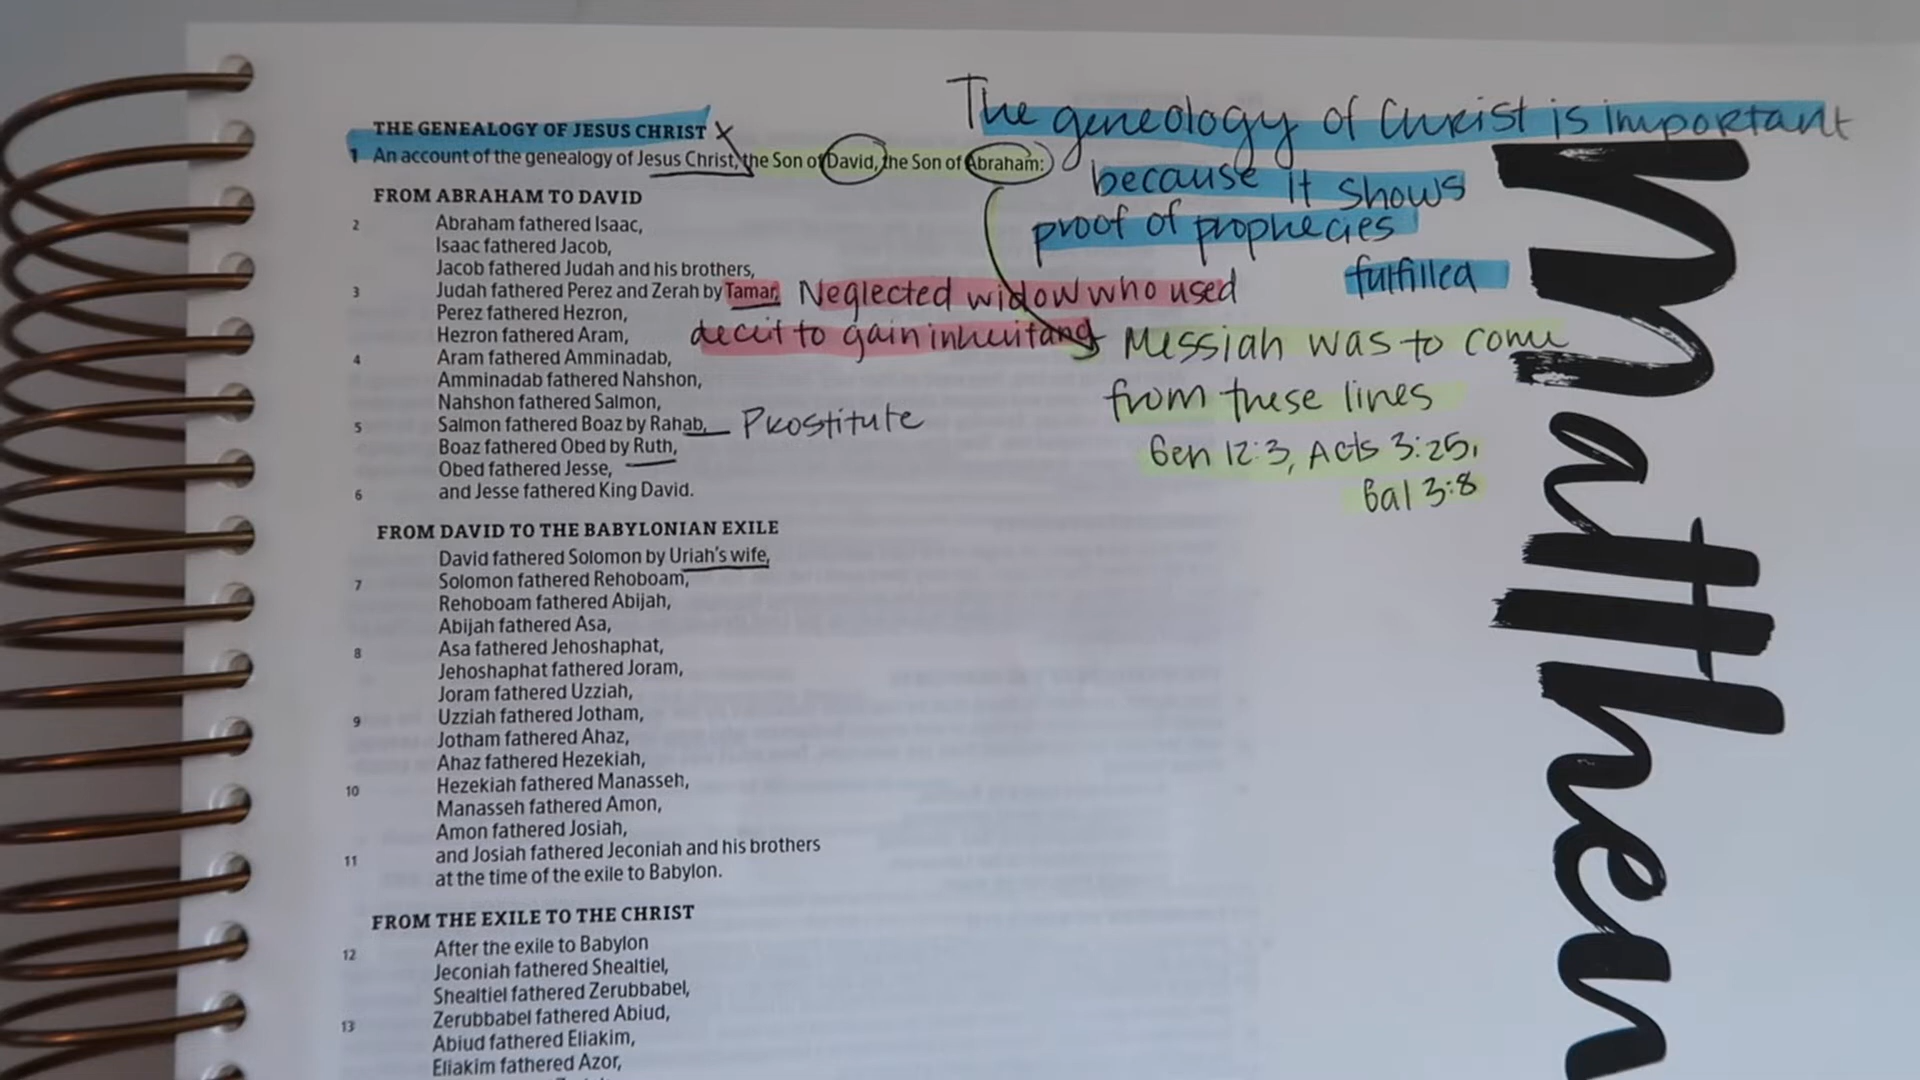 The geneology of Christ is important
because it shows
proof of prophecies
fulfilled
THE GENEALOGY OF JESUS CHRIST
1 An account of the genealogy of Jesus Christ, the Son of David, the Son of Abraham:
FROM ABRAHAM TO DAVID
2 Abraham fathered Isaac,
Isaac fathered Jacob,
Jacob fathered Judah and his brothers,
3 Judah fathered Perez and Zerah by Tamar,
Neglected widow who used
deceit to gain inheritang
Perez fathered Hezron,
Hezron fathered Aram,
Messiah was to come
from these lines
Gen 12:3, Acts 3:25,
Gal 3:8
4 Aram fathered Amminadab,
Amminadab fathered Nahshon,
Nahshon fathered Salmon,
5 Salmon fathered Boaz by Rahab, Prostitute
Boaz fathered Obed by Ruth,
Obed fathered Jesse,
6 and Jesse fathered King David.
FROM DAVID TO THE BABYLONIAN EXILE
David fathered Solomon by Uriah's wife,
7 Solomon fathered Rehoboam,
Rehoboam fathered Abijah,
Abijah fathered Asa,
8 Asa fathered Jehoshaphat,
Jehoshaphat fathered Joram,
Joram fathered Uzziah,
9 Uzziah fathered Jotham,
Jotham fathered Ahaz,
Ahaz fathered Hezekiah,
10 Hezekiah fathered Manasseh,
Manasseh fathered Amon,
Amon fathered Josiah,
11 and Josiah fathered Jeconiah and his brothers
at the time of the exile to Babylon.
FROM THE EXILE TO THE CHRIST
12 After the exile to Babylon
Jeconiah fathered Shealtiel,
Shealtiel fathered Zerubbabel,
13 Zerubbabel fathered Abiud,
Abiud fathered Eliakim,
Eliakim fathered Azor,